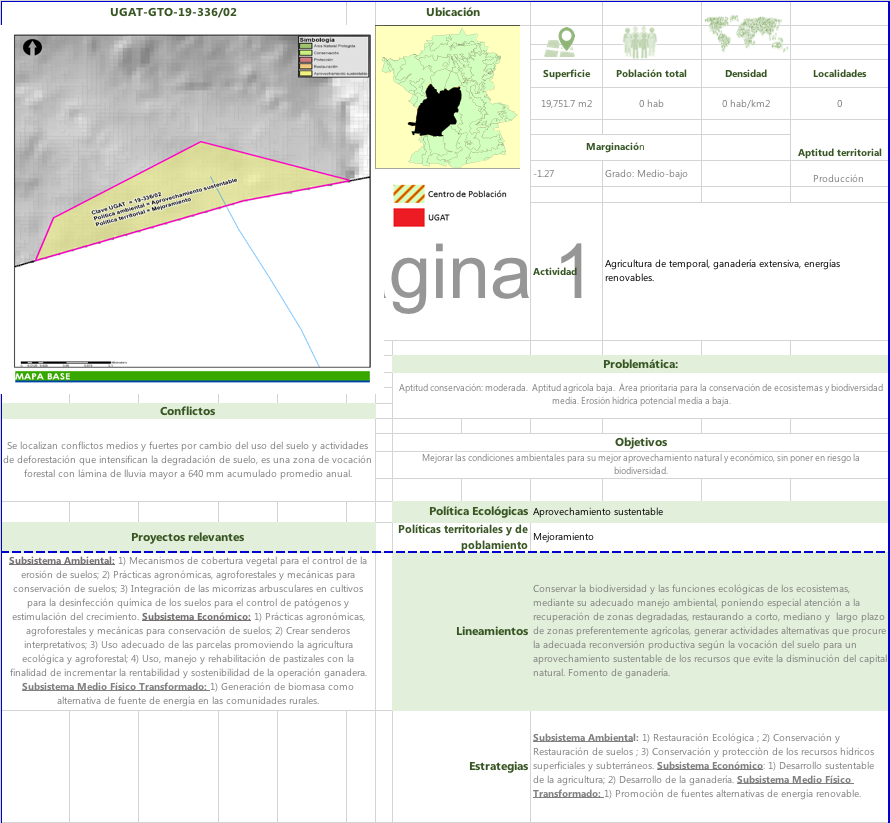 UGAT-GTO-19-336/02
Simbología
Área Natural Protegida
Conservación
Protección
Restauración
Aprovechamiento sustentable
Clave UGAT = 19-336/02
Política ambiental = Aprovechamiento sustentable
Política territorial = Mejoramiento
MAPA BASE
Ubicación
Centro de Población
UGAT
gina 1
Superficie
Población total
Densidad
Localidades
19,751.7 m2
0 hab
0 hab/km2
0
Marginación
Aptitud territorial
-1.27
Grado: Medio-bajo
Producción
Actividad
Agricultura de temporal, ganadería extensiva, energías
renovables.
Problemática:
Aptitud conservación: moderada. Aptitud agrícola baja. Área prioritaria para la conservación de ecosistemas y biodiversidad
media. Erosión hídrica potencial media a baja.
Conflictos
Se localizan conflictos medios y fuertes por cambio del uso del suelo y actividades
de deforestación que intensifican la degradación de suelo, es una zona de vocación
forestal con lámina de lluvia mayor a 640 mm acumulado promedio anual.
Objetivos
Mejorar las condiciones ambientales para su mejor aprovechamiento natural y económico, sin poner en riesgo la
biodiversidad.
Política Ecológicas
Aprovechamiento sustentable
Políticas territoriales y de
poblamiento
Mejoramiento
Proyectos relevantes
Subsistema Ambiental: 1) Mecanismos de cobertura vegetal para el control de la
erosión de suelos; 2) Prácticas agronómicas, agroforestales y mecánicas para
conservación de suelos; 3) Integración de las micorrizas arbusculares en cultivos
para la desinfección química de los suelos para el control de patógenos y
estimulación del crecimiento. Subsistema Económico: 1) Prácticas agronómicas,
agroforestales y mecánicas para conservación de suelos; 2) Crear senderos
interpretativos; 3) Uso adecuado de las parcelas promoviendo la agricultura
ecológica y agroforestal; 4) Uso, manejo y rehabilitación de pastizales con la
finalidad de incrementar la rentabilidad y sostenibilidad de la operación ganadera.
Subsistema Medio Físico Transformado: 1) Generación de biomasa como
alternativa de fuente de energía en las comunidades rurales.
Lineamientos
Conservar la biodiversidad y las funciones ecológicas de los ecosistemas,
mediante su adecuado manejo ambiental, poniendo especial atención a la
recuperación de zonas degradadas, restaurando a corto, mediano y largo plazo
de zonas preferentemente agrícolas, generar actividades alternativas que procure
la adecuada reconversión productiva según la vocación del suelo para un
aprovechamiento sustentable de los recursos que evite la disminución del capital
natural. Fomento de ganadería.
Estrategias
Subsistema Ambiental: 1) Restauración Ecológica ; 2) Conservación y
Restauración de suelos ; 3) Conservación y protección de los recursos hídricos
superficiales y subterráneos. Subsistema Económico: 1) Desarrollo sustentable
de la agricultura; 2) Desarrollo de la ganadería. Subsistema Medio Físico
Transformado: 1) Promoción de fuentes alternativas de energía renovable.